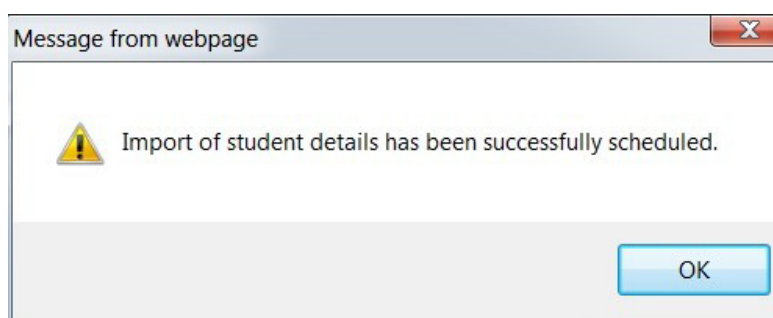 Message from webpage
Import of student details has been successfully scheduled.
OK